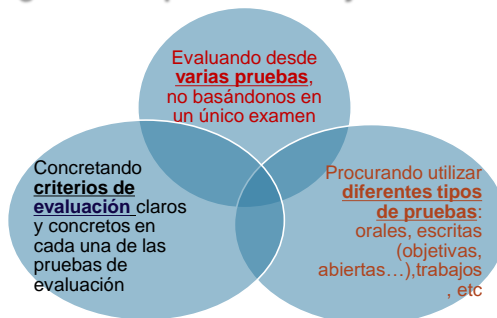 Evaluando desde
varias pruebas,
no basándonos en
un único examen
Concretando
criterios de
evaluación claros
y concretos en
cada una de las
pruebas de
evaluación
Procurando utilizar
diferentes tipos
de pruebas:
orales, escritas
(objetivas,
abiertas…),trabajos
, etc